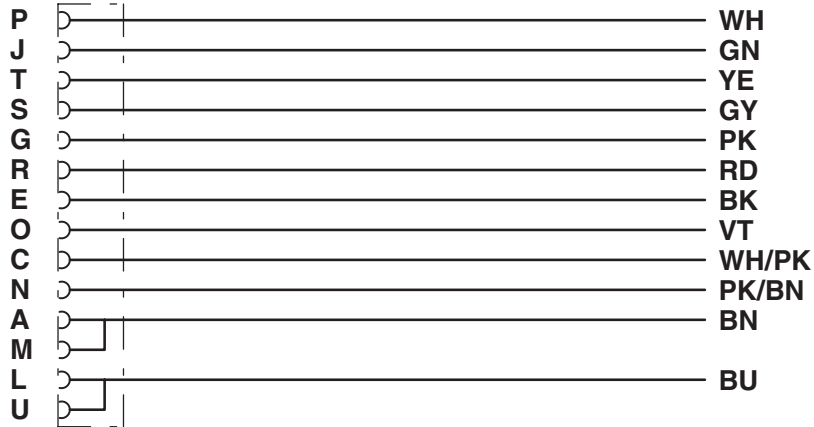 P WH
J GN
T YE
S GY
G PK
R RD
E BK
O VT
C WH/PK
N PK/BN
A BN
M
L BU
U